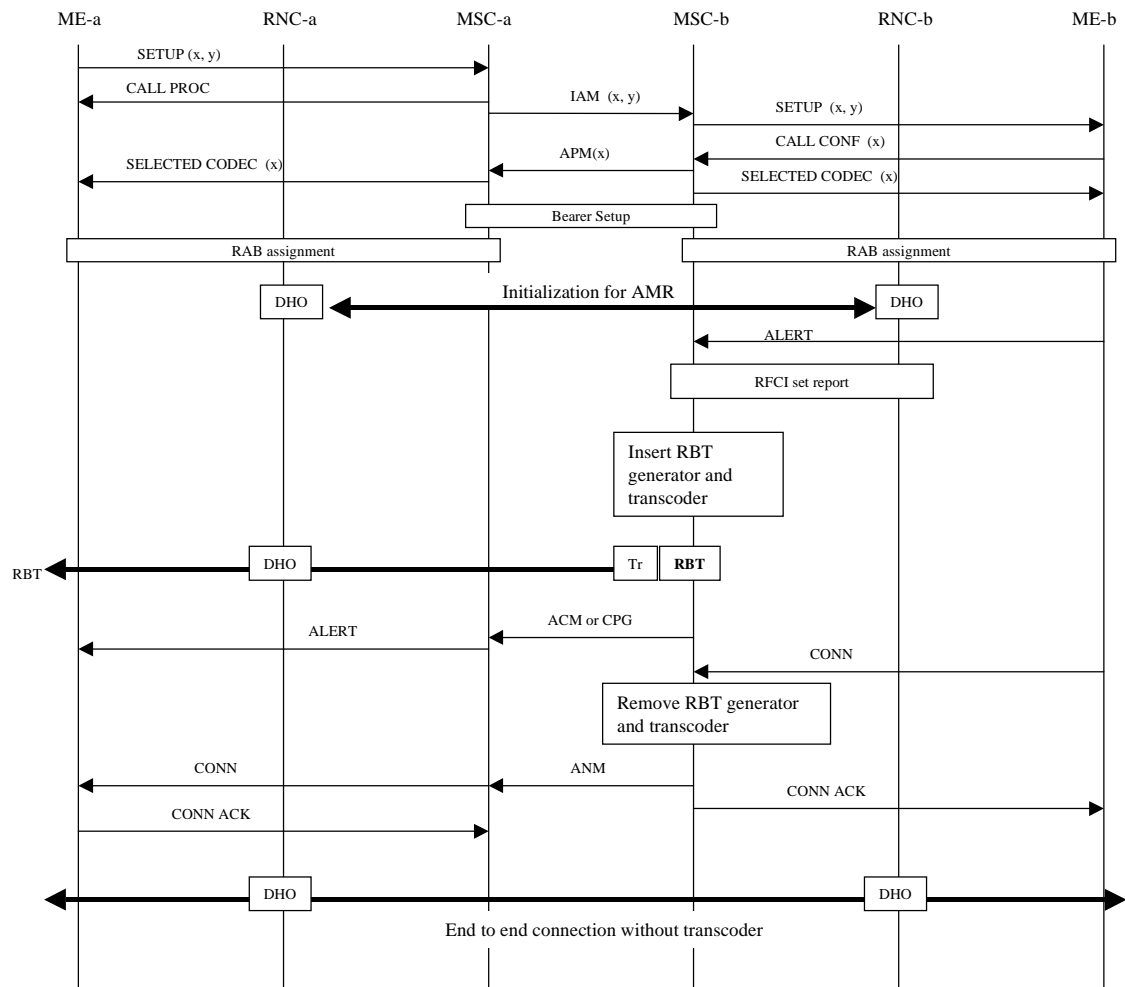 ME-a RNC-a MSC-a MSC-b RNC-b ME-b
SETUP (x, y)
CALL PROC
IAM (x, y)
SETUP (x, y)
CALL CONF (x)
APM(x)
SELECTED CODEC (x)
SELECTED CODEC (x)
Bearer Setup
RAB assignment
RAB assignment
DHO
Initialization for AMR
DHO
ALERT
RFCI set report
Insert RBT
generator and
transcoder
RBT
DHO
Tr
RBT
ACM or CPG
ALERT
CONN
Remove RBT generator
and transcoder
CONN
ANM
CONN ACK
CONN ACK
DHO
DHO
End to end connection without transcoder